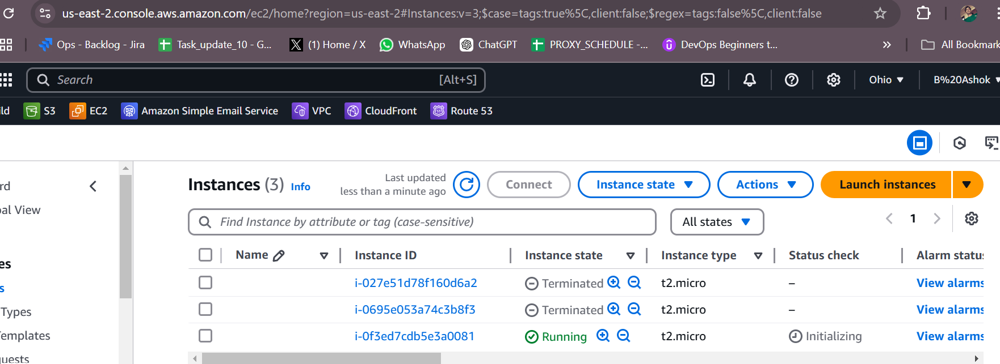 us-east-2.console.aws.amazon.com/ec2/home?region=us-east-2#Instances:v=3;$case=tags:true%5C,client:false;$regex=tags:false%5C,client:false
Ops - Backlog - Jira Task_update_10 - G... (1) Home / X WhatsApp ChatGPT PROXY_SCHEDULE -... DevOps Beginners t... » All Bookmark
Search [Alt+S] Ohio B%20Ashok
ild S3 EC2 Amazon Simple Email Service VPC CloudFront Route 53
rd
bal View
es
s
Types
Templates
quests
Instances (3) Info Last updated less than a minute ago Connect Instance state Actions Launch instances
Find Instance by attribute or tag (case-sensitive) All states 1
Name Instance ID Instance state Instance type Status check Alarm status
i-027e51d78f160d6a2 Terminated t2.micro – View alarms
i-0695e053a74c3b8f3 Terminated t2.micro – View alarms
i-0f3ed7cdb5e3a0081 Running t2.micro Initializing View alarms